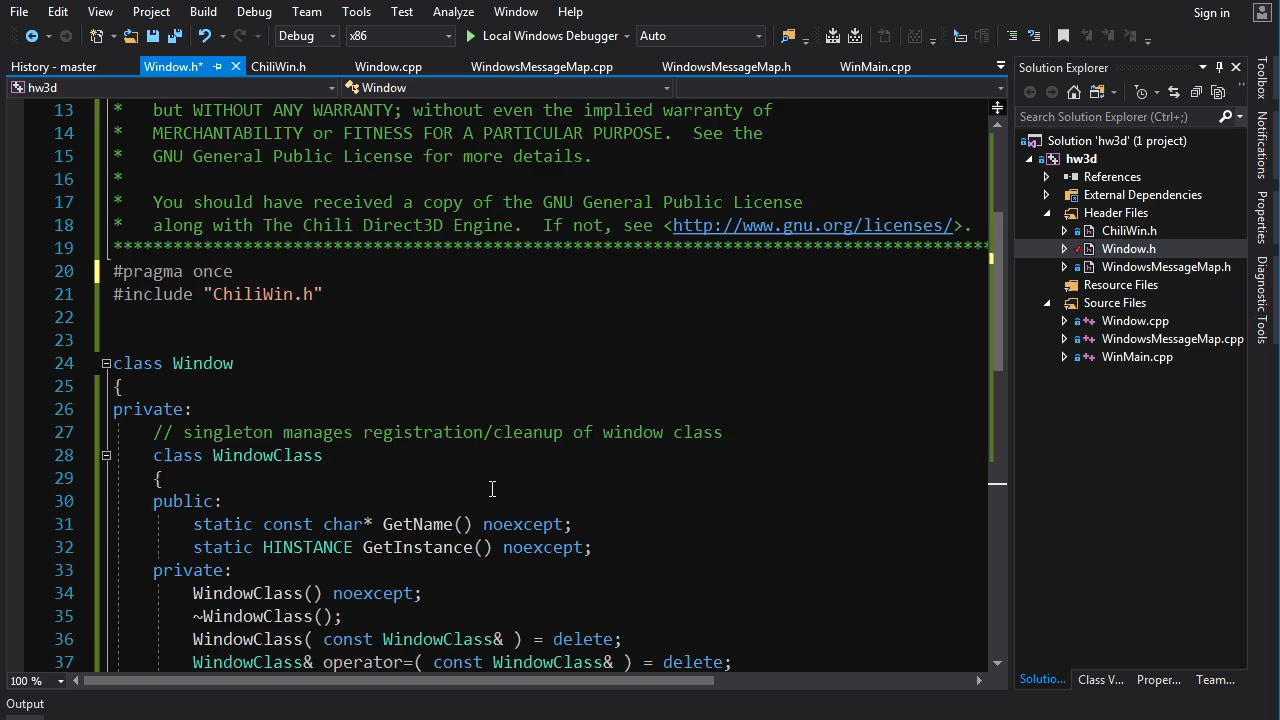 File Edit View Project Build Debug Team Tools Test Analyze Window Help Sign in
Debug x86 Local Windows Debugger Auto
History - master Window.h* ChiliWin.h Window.cpp WindowsMessageMap.cpp WindowsMessageMap.h WinMain.cpp
hw3d Window
13 * but WITHOUT ANY WARRANTY; without even the implied warranty of
14 * MERCHANTABILITY or FITNESS FOR A PARTICULAR PURPOSE. See the
15 * GNU General Public License for more details.
16 *
17 * You should have received a copy of the GNU General Public License
18 * along with The Chili Direct3D Engine. If not, see <http://www.gnu.org/licenses/>.
19 ****************************************************************************************
20 #pragma once
21 #include "ChiliWin.h"
22
23
24 class Window
25 {
26 private:
27 // singleton manages registration/cleanup of window class
28 class WindowClass
29 {
30 public:
31 static const char* GetName() noexcept;
32 static HINSTANCE GetInstance() noexcept;
33 private:
34 WindowClass() noexcept;
35 ~WindowClass();
36 WindowClass( const WindowClass& ) = delete;
37 WindowClass& operator=( const WindowClass& ) = delete;
100 %
Output
Solution Explorer
Search Solution Explorer (Ctrl+;)
Solution 'hw3d' (1 project)
hw3d
References
External Dependencies
Header Files
ChiliWin.h
Window.h
WindowsMessageMap.h
Resource Files
Source Files
Window.cpp
WindowsMessageMap.cpp
WinMain.cpp
Solutio... Class V... Proper... Team...
Toolbox
Notifications
Properties
Diagnostic Tools